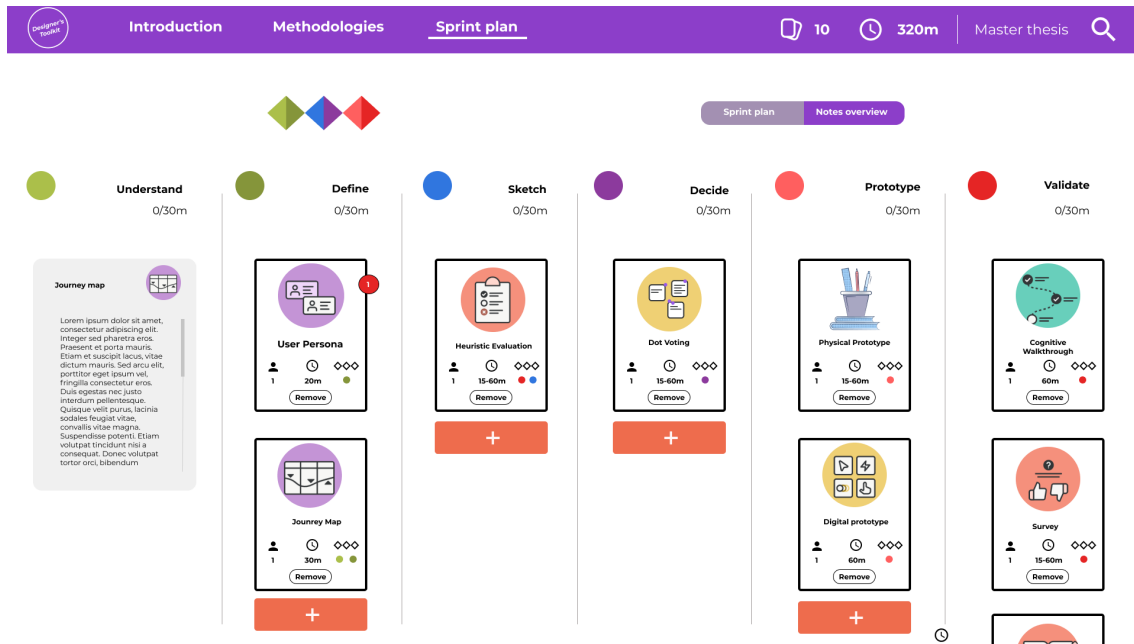 Designer's
Toolkit
Introduction
Methodologies
Sprint plan
10
320m
Master thesis
Sprint plan
Notes overview
Understand
0/30m
Journey map
Lorem ipsum dolor sit amet,
consectetur adipiscing elit.
Integer sed pharetra eros.
Praesent et porta mauris.
Etiam et suscipit lacus, vitae
dictum mauris. Sed arcu elit,
porttitor eget ipsum vel,
fringilla consectetur eros.
Duis egestas nec justo
interdum pellentesque.
Quisque velit purus, lacinia
sodales feugiat vitae,
convallis vitae magna.
Suspendisse potenti. Etiam
volutpat tincidunt nisi a
consequat. Donec volutpat
tortor orci, bibendum
Define
0/30m
1
User Persona
1
20m
Remove
Jounrey Map
1
30m
Remove
+
Sketch
0/30m
Heuristic Evaluation
1
15-60m
Remove
+
Decide
0/30m
Dot Voting
1
15-60m
Remove
+
Prototype
0/30m
Physical Prototype
1
15-60m
Remove
Digital prototype
1
60m
Remove
+
Validate
0/30m
Cognitive
Walkthrough
1
60m
Remove
?
Survey
1
15-60m
Remove